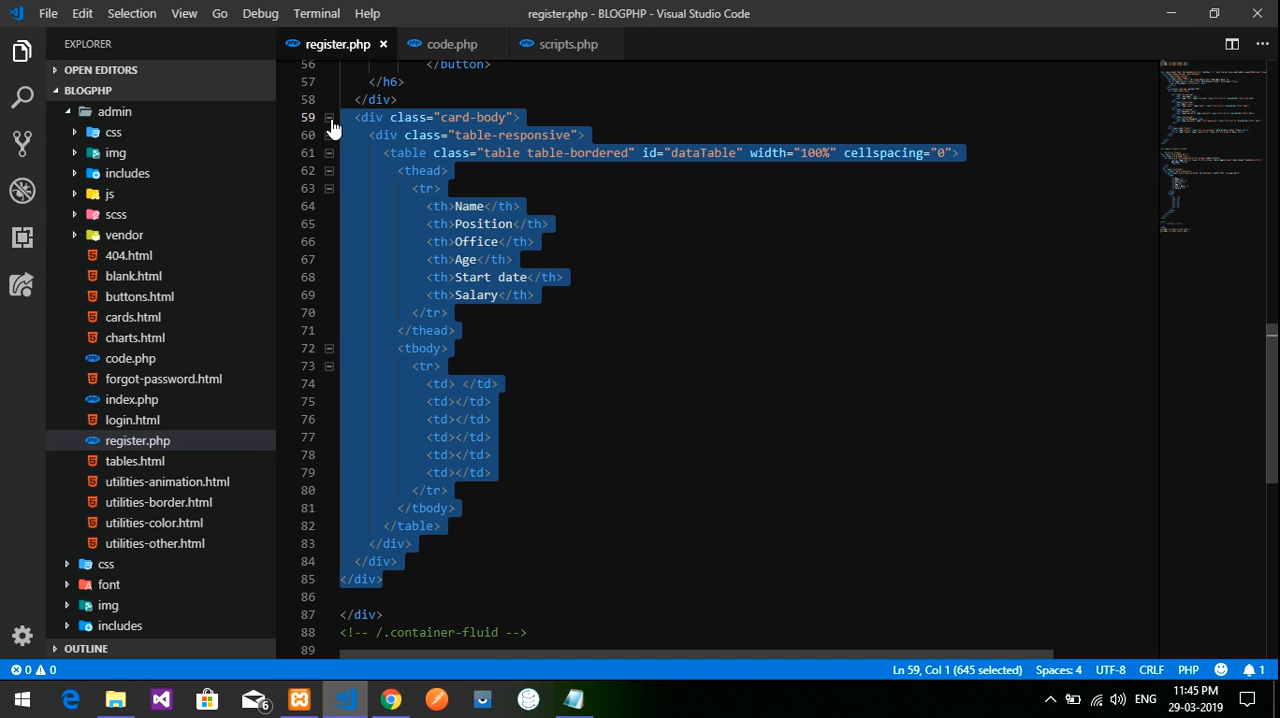 File Edit Selection View Go Debug Terminal Help
register.php - BLOGPHP - Visual Studio Code
EXPLORER
register.php × code.php scripts.php
OPEN EDITORS
BLOGPHP
admin
css
img
includes
js
scss
vendor
404.html
blank.html
buttons.html
cards.html
charts.html
code.php
forgot-password.html
index.php
login.html
register.php
tables.html
utilities-animation.html
utilities-border.html
utilities-color.html
utilities-other.html
css
font
img
includes
OUTLINE
56 </button>
57 </h6>
58 </div>
59 <div class="card-body">
60 <div class="table-responsive">
61 <table class="table table-bordered" id="dataTable" width="100%" cellspacing="0">
62 <thead>
63 <tr>
64 <th>Name</th>
65 <th>Position</th>
66 <th>Office</th>
67 <th>Age</th>
68 <th>Start date</th>
69 <th>Salary</th>
70 </tr>
71 </thead>
72 <tbody>
73 <tr>
74 <td> </td>
75 <td></td>
76 <td></td>
77 <td></td>
78 <td></td>
79 <td></td>
80 </tr>
81 </tbody>
82 </table>
83 </div>
84 </div>
85 </div>
86
87 </div>
88 <!-- /.container-fluid -->
89
0 0 Ln 59, Col 1 (645 selected) Spaces: 4 UTF-8 CRLF PHP 1
6 ENG 11:45 PM
29-03-2019